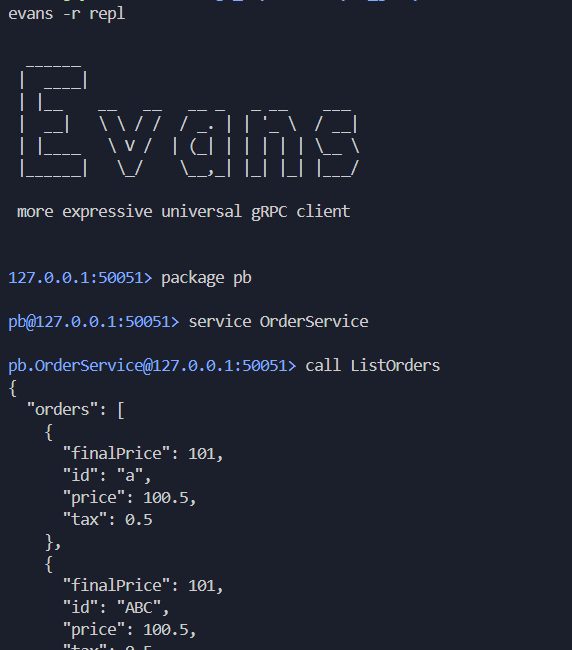 evans -r repl
  ______
 |  ____|
 | |__    __   __   __ _   _ __    ___
 |  __|   \ \ / /  / _. | | '_ \  / __|
 | |____   \ V /  | (_| | | | | | \__ \
 |______|   \_/    \__,_| |_| |_| |___/
more expressive universal gRPC client
127.0.0.1:50051> package pb
pb@127.0.0.1:50051> service OrderService
pb.OrderService@127.0.0.1:50051> call ListOrders
{
  "orders": [
    {
      "finalPrice": 101,
      "id": "a",
      "price": 100.5,
      "tax": 0.5
    },
    {
      "finalPrice": 101,
      "id": "ABC",
      "price": 100.5,